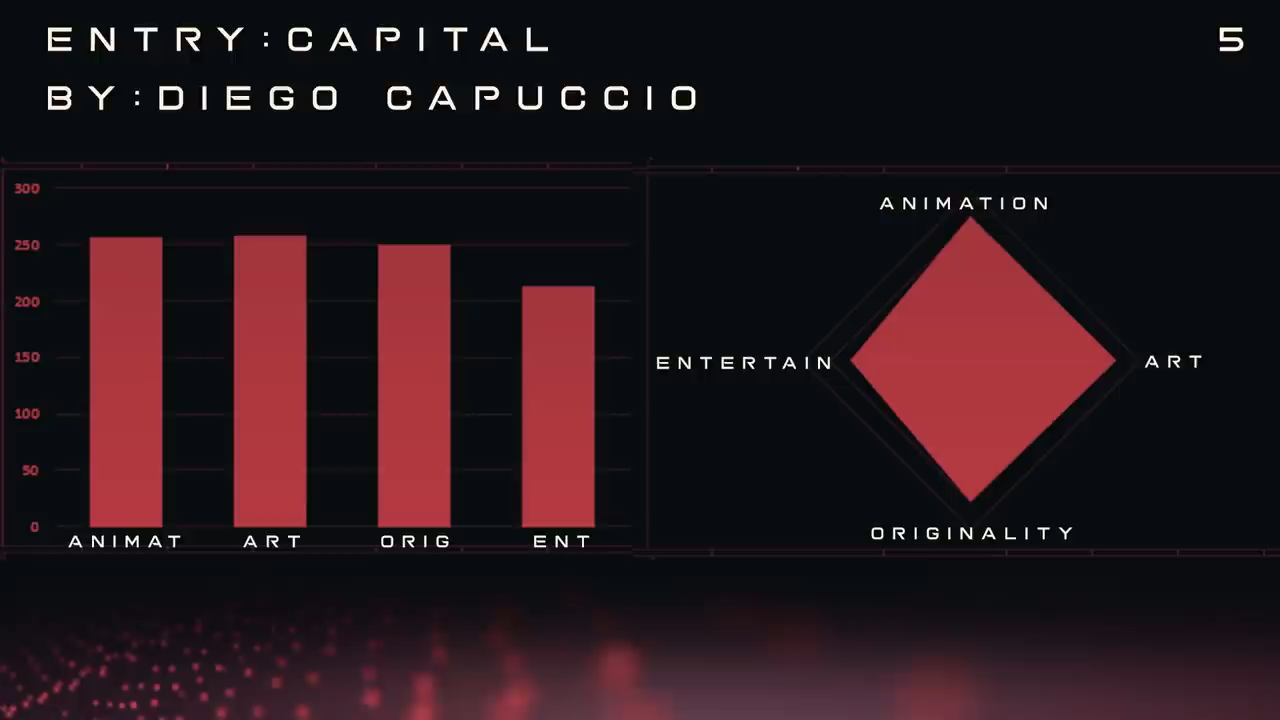 ENTRY:CAPITAL
5
BY:DIEGO CAPUCCIO
300
250
200
150
100
50
0
ANIMAT ART ORIG ENT
ANIMATION
ENTERTAIN
ART
ORIGINALITY